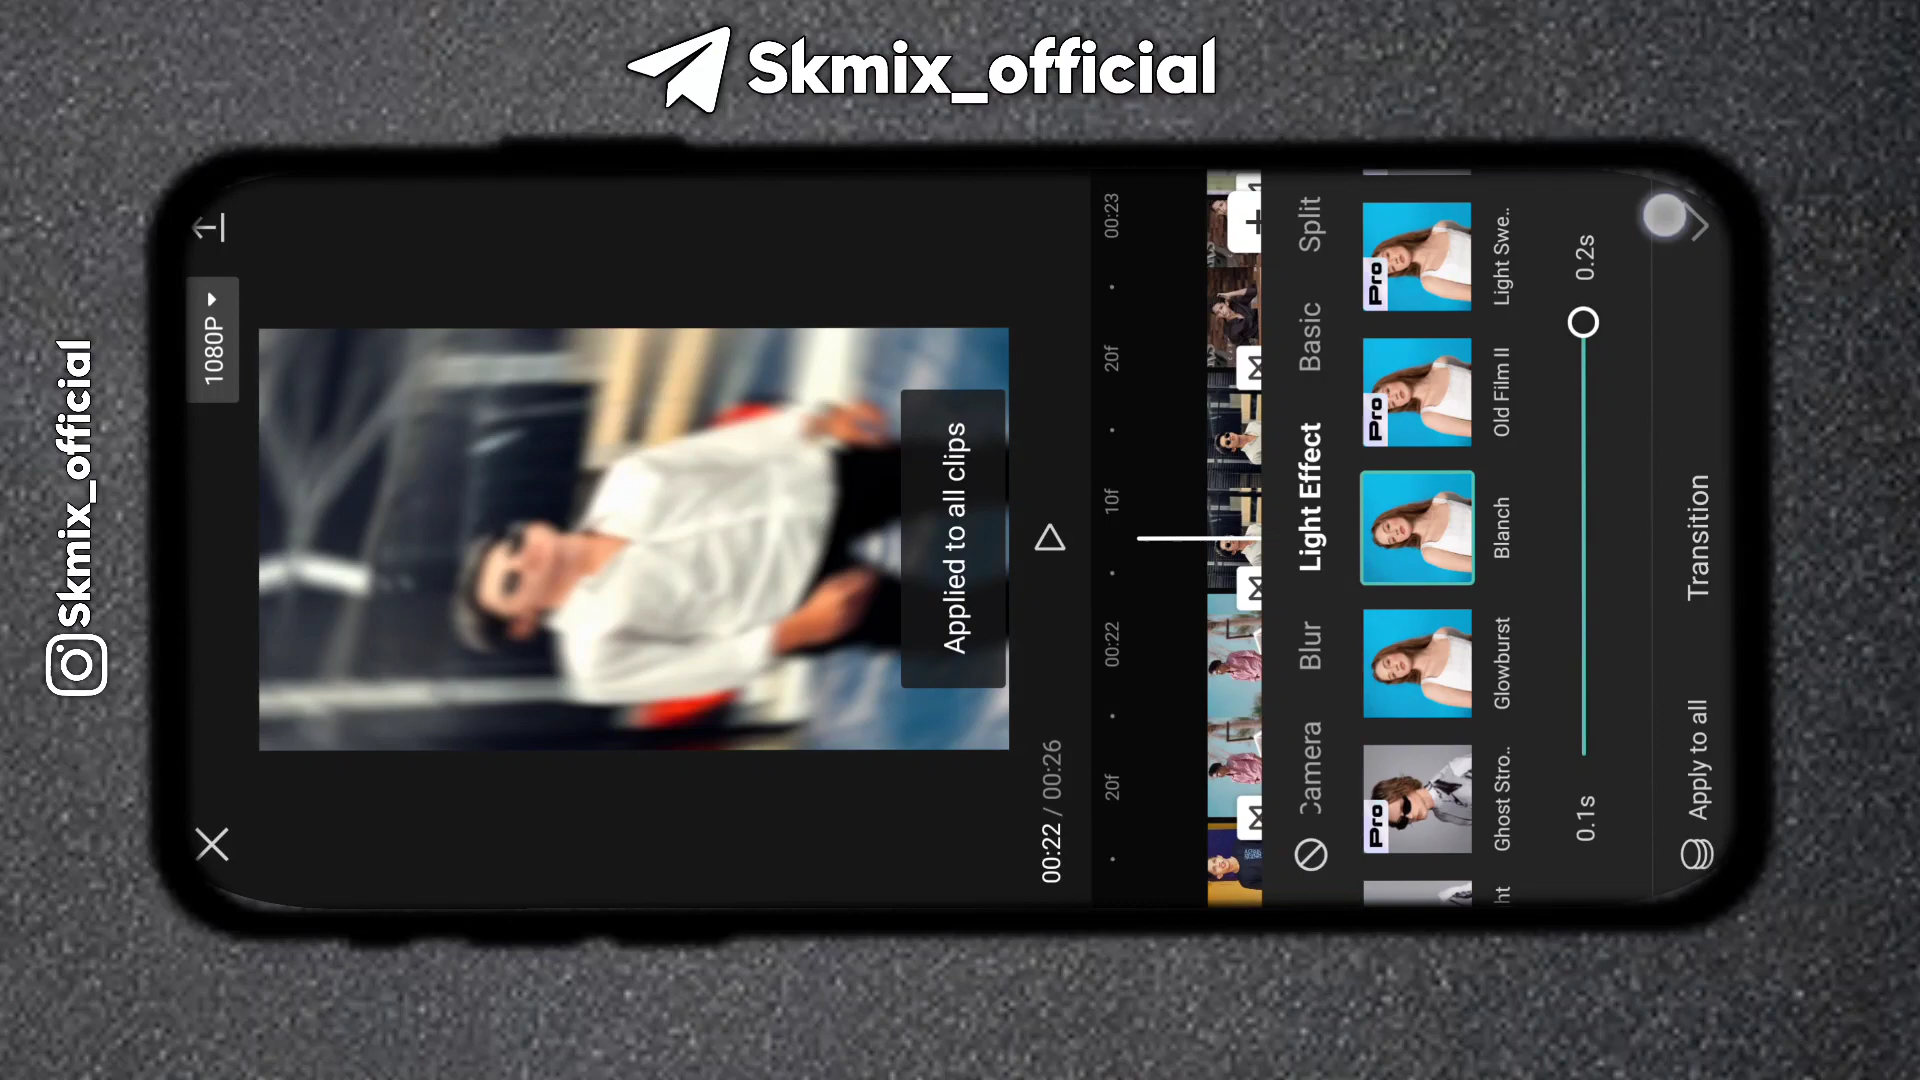 Skmix_official
Skmix_official
1080P
Applied to all clips
00:22 / 00:26
20f
00:22
10f
20f
00:23
Camera
Blur
Light Effect
Basic
Split
ht
Pro
Ghost Stro..
Glowburst
Blanch
Pro
Old Film II
Pro
Light Swe..
0.1s
0.2s
Apply to all
Transition